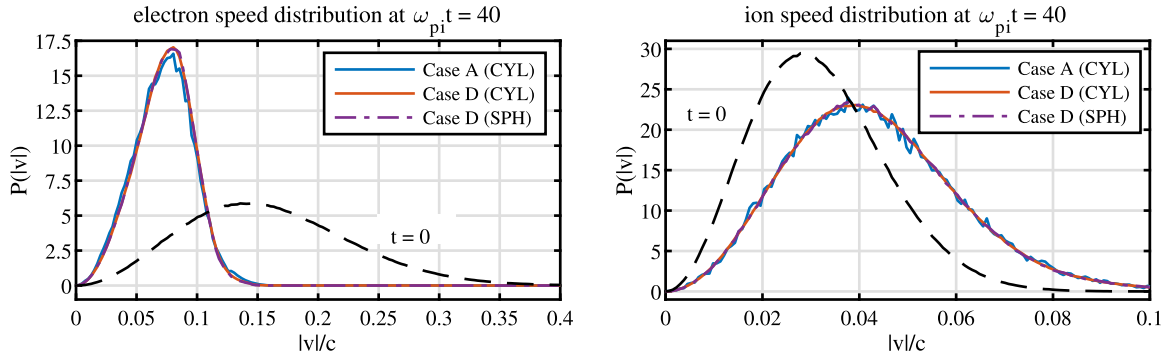 electron speed distribution at ω_pi t = 40
17.5
15
12.5
10
7.5
5
2.5
0
P(|v|)
Case A (CYL)
Case D (CYL)
Case D (SPH)
t = 0
0 0.05 0.1 0.15 0.2 0.25 0.3 0.35 0.4
|v|/c
ion speed distribution at ω_pi t = 40
30
25
20
15
10
5
0
P(|v|)
Case A (CYL)
Case D (CYL)
Case D (SPH)
t = 0
0 0.02 0.04 0.06 0.08 0.1
|v|/c